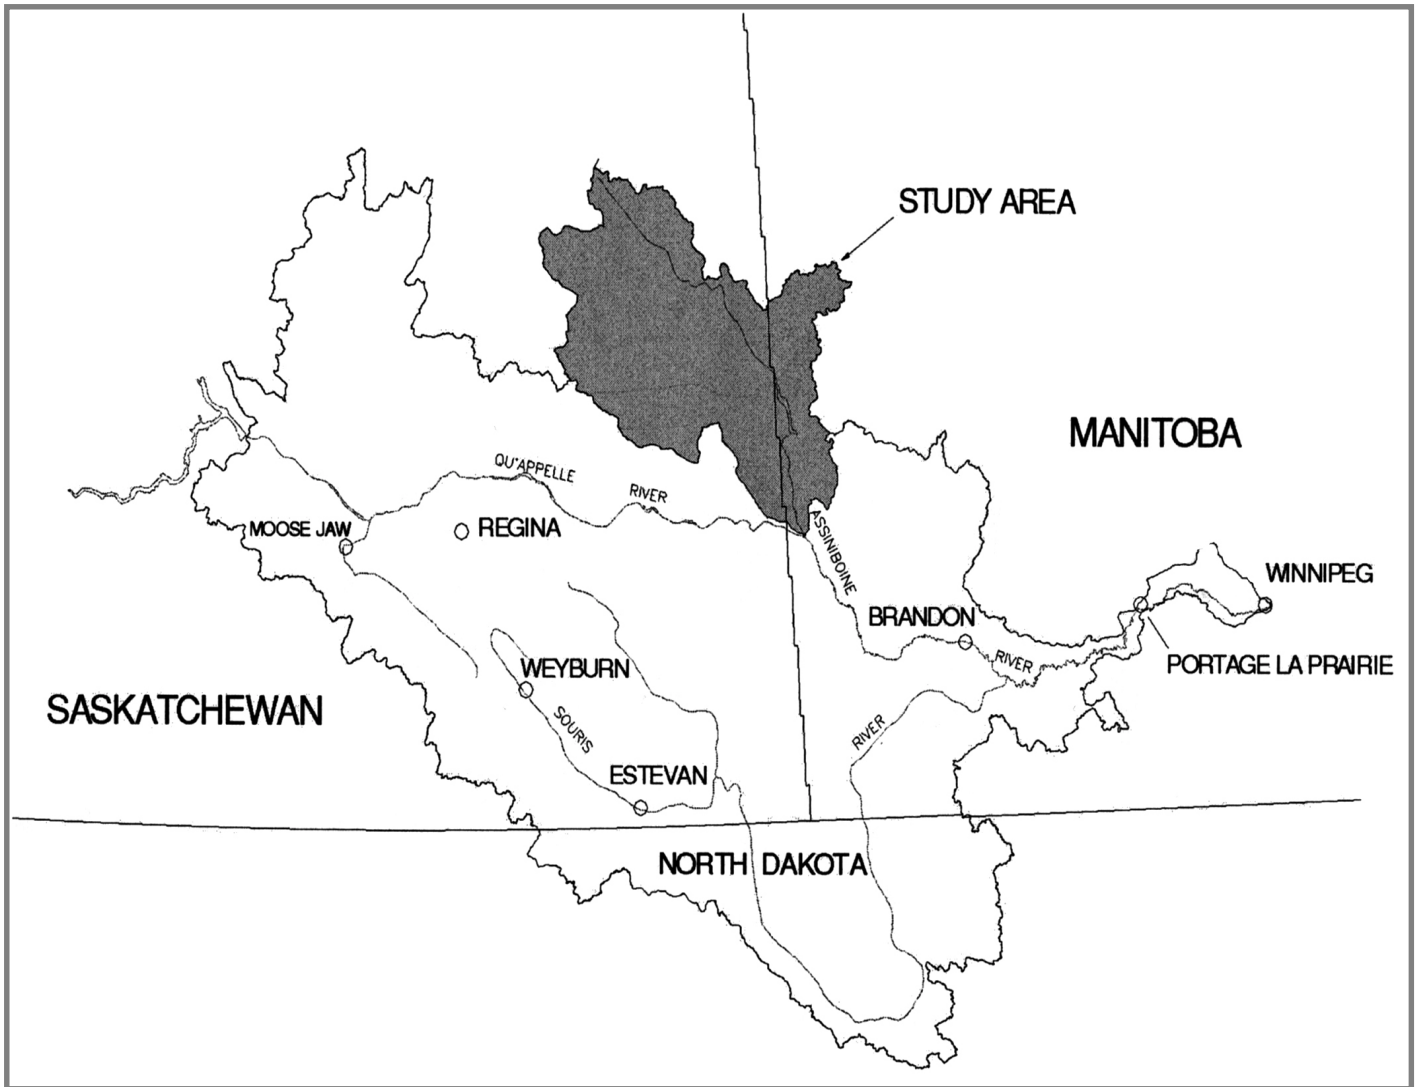 STUDY AREA
MANITOBA
QU'APPELLE
RIVER
MOOSE JAW
REGINA
ASSINIBOINE
WINNIPEG
BRANDON
RIVER
PORTAGE LA PRAIRIE
WEYBURN
SASKATCHEWAN
SOURIS
RIVER
ESTEVAN
NORTH DAKOTA